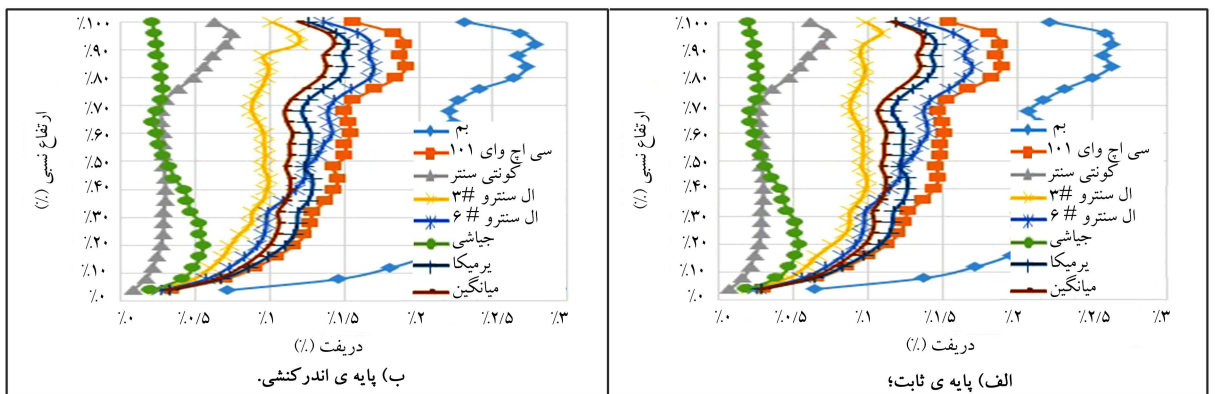 ٪۱۰۰
٪۹۰
٪۸۰
٪۷۰
٪۶۰
٪۵۰
٪۴۰
٪۳۰
٪۲۰
٪۱۰
٪۰
ارتفاع نسبی (٪)
بم
سی اچ وای ۱۰۱
کونتی سنتر
ال سنترو #۳
ال سنترو # ۶
جیاشی
یرمیکا
میانگین
٪۰
٪۰/۵
٪۱
٪۱/۵
٪۲
٪۲/۵
٪۳
دریفت (٪)
الف) پایه ی ثابت؛
٪۱۰۰
٪۹۰
٪۸۰
٪۷۰
٪۶۰
٪۵۰
٪۴۰
٪۳۰
٪۲۰
٪۱۰
٪۰
ارتفاع نسبی (٪)
بم
سی اچ وای ۱۰۱
کونتی سنتر
ال سنترو #۳
ال سنترو # ۶
جیاشی
یرمیکا
میانگین
٪۰
٪۰/۵
٪۱
٪۱/۵
٪۲
٪۲/۵
٪۳
دریفت (٪)
ب) پایه ی اندرکنشی.